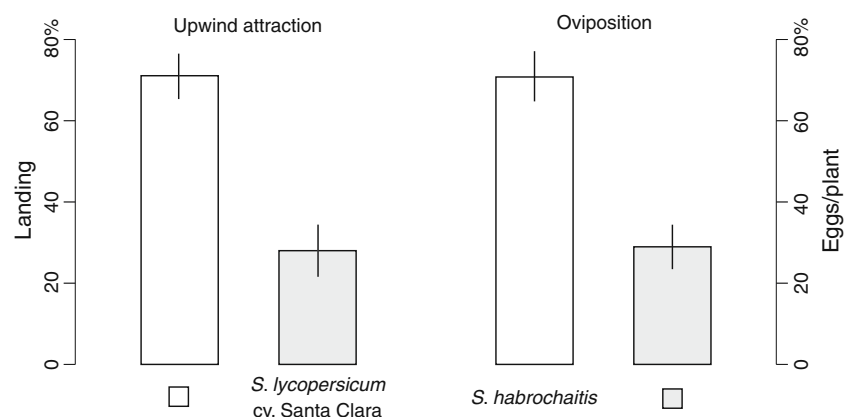 Upwind attraction
Oviposition
80%
60
40
20
0
Landing
80%
60
40
20
0
Eggs/plant
S. lycopersicum
cv. Santa Clara
S. habrochaitis